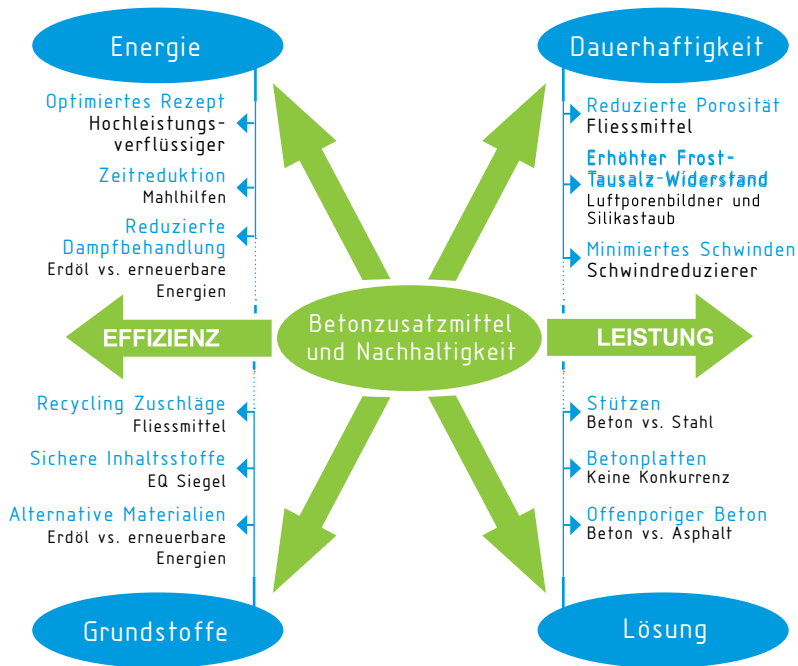 Energie
Optimiertes Rezept
Hochleistungs-
verflüssiger
Zeitreduktion
Mahlhilfen
Reduzierte
Dampfbehandlung
Erdöl vs. erneuerbare
Energien
Dauerhaftigkeit
Reduzierte Porosität
Fliessmittel
Erhöhter Frost-
Tausalz-Widerstand
Luftporenbildner und
Silikastaub
Minimiertes Schwinden
Schwindreduzierer
EFFIZIENZ
Betonzusatzmittel
und Nachhaltigkeit
LEISTUNG
Recycling Zuschläge
Fliessmittel
Sichere Inhaltsstoffe
EQ Siegel
Alternative Materialien
Erdöl vs. erneuerbare
Energien
Grundstoffe
Stützen
Beton vs. Stahl
Betonplatten
Keine Konkurrenz
Offenporiger Beton
Beton vs. Asphalt
Lösung